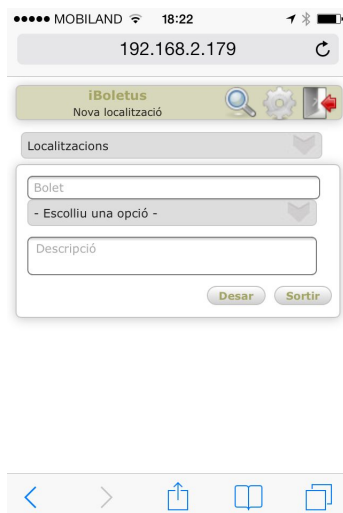 MOBILAND 18:22
192.168.2.179
iBoletus
Nova localització
Localitzacions
Bolet
- Escolliu una opció -
Descripció
Desar Sortir